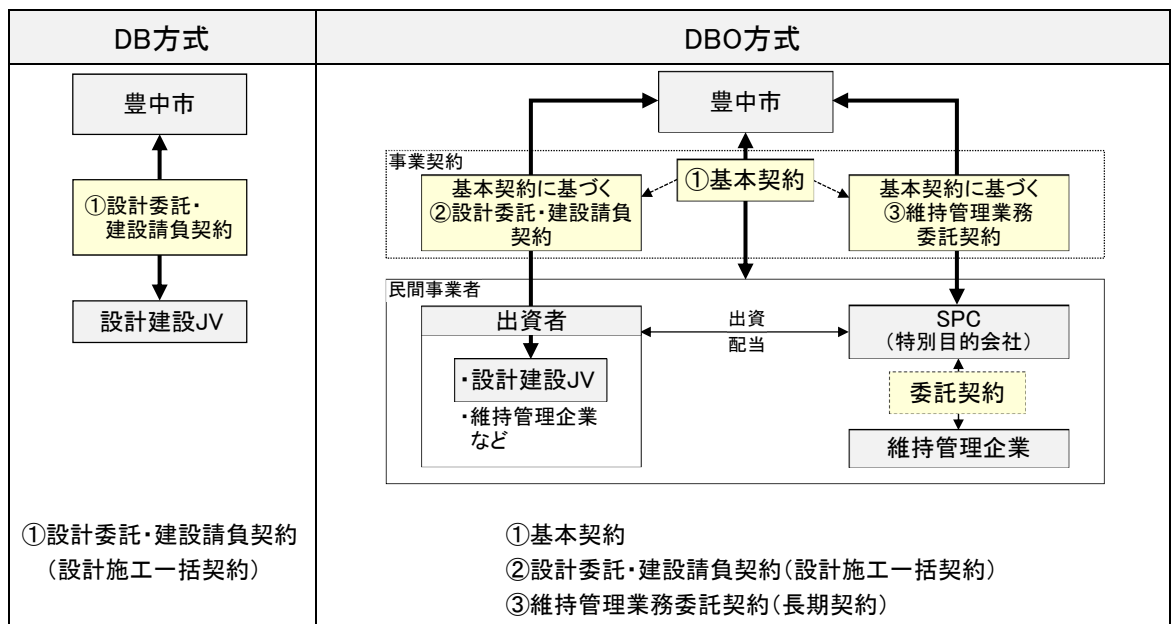 DB方式
DBO方式
豊中市
①設計委託・
建設請負契約
設計建設JV
①設計委託・建設請負契約
（設計施工一括契約）
豊中市
事業契約
基本契約に基づく
②設計委託・建設請負
契約
①基本契約
基本契約に基づく
③維持管理業務
委託契約
民間事業者
出資者
・設計建設JV
・維持管理企業
など
出資
配当
SPC
（特別目的会社）
委託契約
維持管理企業
①基本契約
②設計委託・建設請負契約（設計施工一括契約）
③維持管理業務委託契約（長期契約）